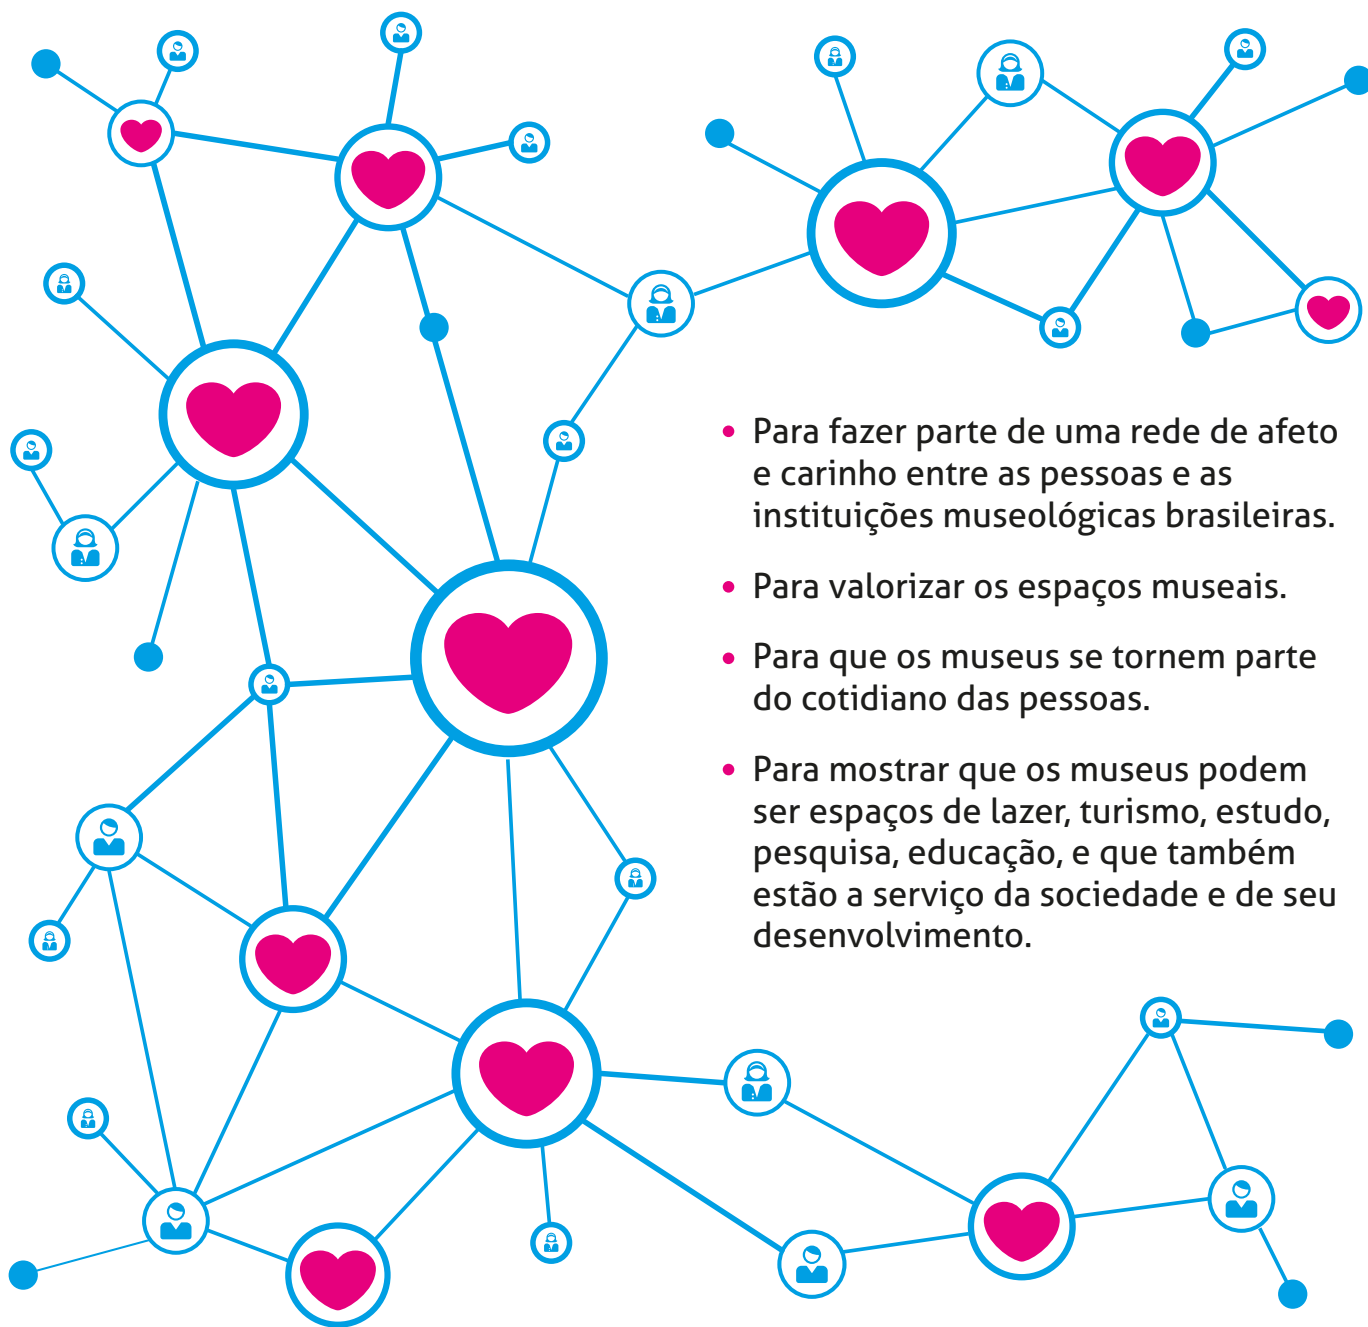 • Para fazer parte de uma rede de afeto
e carinho entre as pessoas e as
instituições museológicas brasileiras.
• Para valorizar os espaços museais.
• Para que os museus se tornem parte
do cotidiano das pessoas.
• Para mostrar que os museus podem
ser espaços de lazer, turismo, estudo,
pesquisa, educação, e que também
estão a serviço da sociedade e de seu
desenvolvimento.